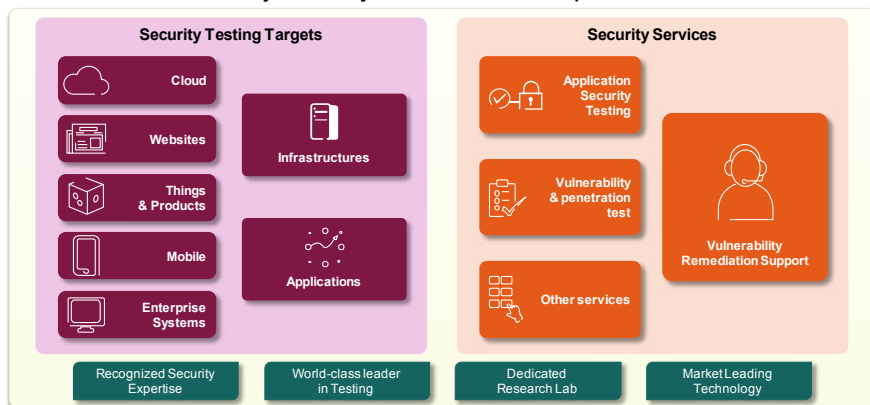 Security Testing Targets
Cloud
Websites
Things
& Products
Mobile
Enterprise
Systems
Infrastructures
Applications
Security Services
Application
Security
Testing
Vulnerability
& penetration
test
Other services
Vulnerability
Remediation Support
Recognized Security
Expertise
World-class leader
in Testing
Dedicated
Research Lab
Market Leading
Technology